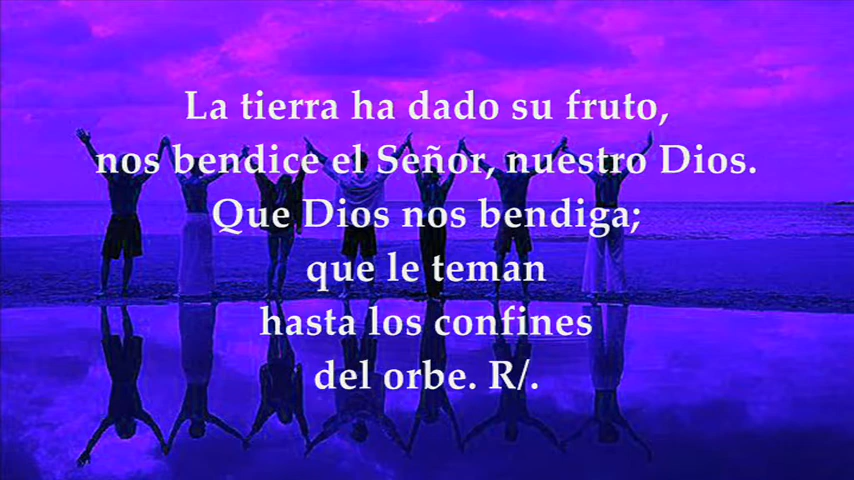 La tierra ha dado su fruto,
nos bendice el Señor, nuestro Dios.
Que Dios nos bendiga;
que le teman
hasta los confines
del orbe. R/.